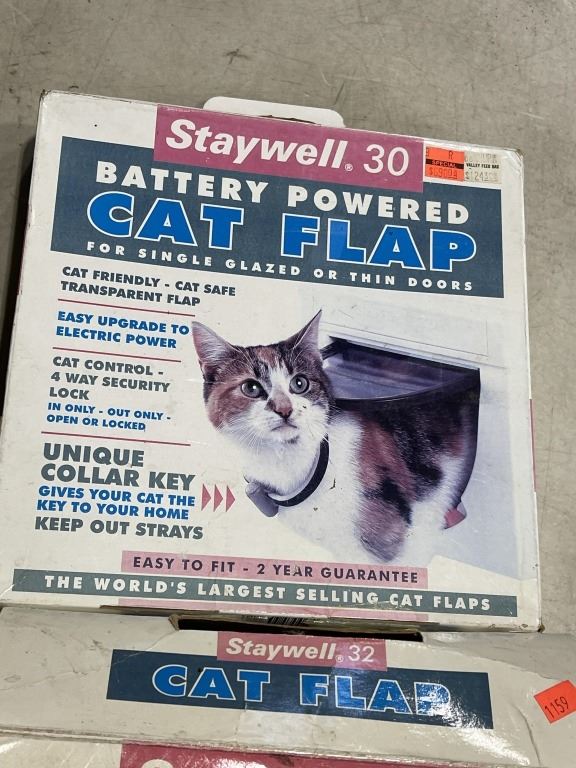 Staywell® 30
R
SPECIAL
VALLEY FEED BAG
BATTERY POWERED
CAT FLAP
FOR SINGLE GLAZED OR THIN DOORS
CAT FRIENDLY - CAT SAFE
TRANSPARENT FLAP
EASY UPGRADE TO
ELECTRIC POWER
CAT CONTROL -
4 WAY SECURITY
LOCK
IN ONLY - OUT ONLY -
OPEN OR LOCKED
UNIQUE
COLLAR KEY
GIVES YOUR CAT THE
KEY TO YOUR HOME
KEEP OUT STRAYS
EASY TO FIT - 2 YEAR GUARANTEE
THE WORLD'S LARGEST SELLING CAT FLAPS
Staywell® 32
CAT FLAP
1159